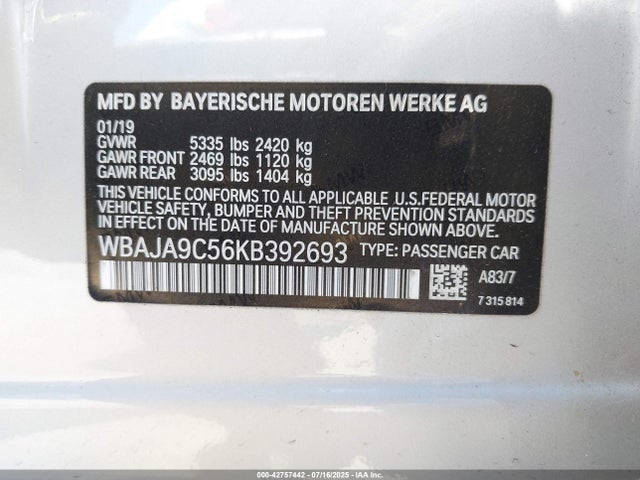 MFD BY BAYERISCHE MOTOREN WERKE AG
01/19
GVWR 5335 lbs 2420 kg
GAWR FRONT 2469 lbs 1120 kg
GAWR REAR 3095 lbs 1404 kg
THIS VEHICLE CONFORMS TO ALL APPLICABLE U.S.FEDERAL MOTOR
VEHICLE SAFETY, BUMPER AND THEFT PREVENTION STANDARDS
IN EFFECT ON THE DATE OF MANUFACTURE SHOWN ABOVE.
WBAJA9C56KB392693 TYPE: PASSENGER CAR
A83/7
7 315 814
000-42757442 - 07/16/2025 - IAAI, Inc.